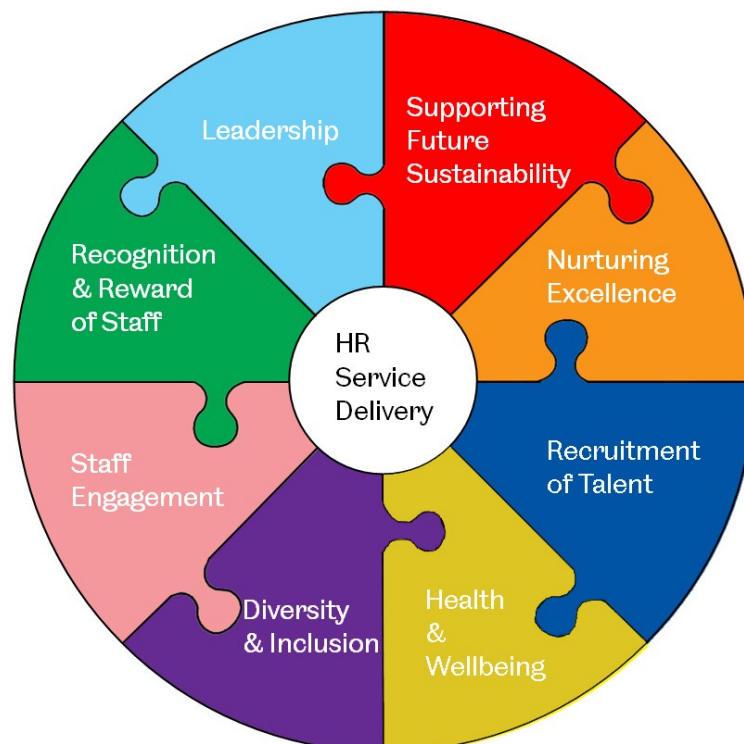 Leadership
Supporting
Future
Sustainability
Nurturing
Excellence
Recruitment
of Talent
Health
&
Wellbeing
Diversity
& Inclusion
Staff
Engagement
Recognition
& Reward
of Staff
HR
Service
Delivery